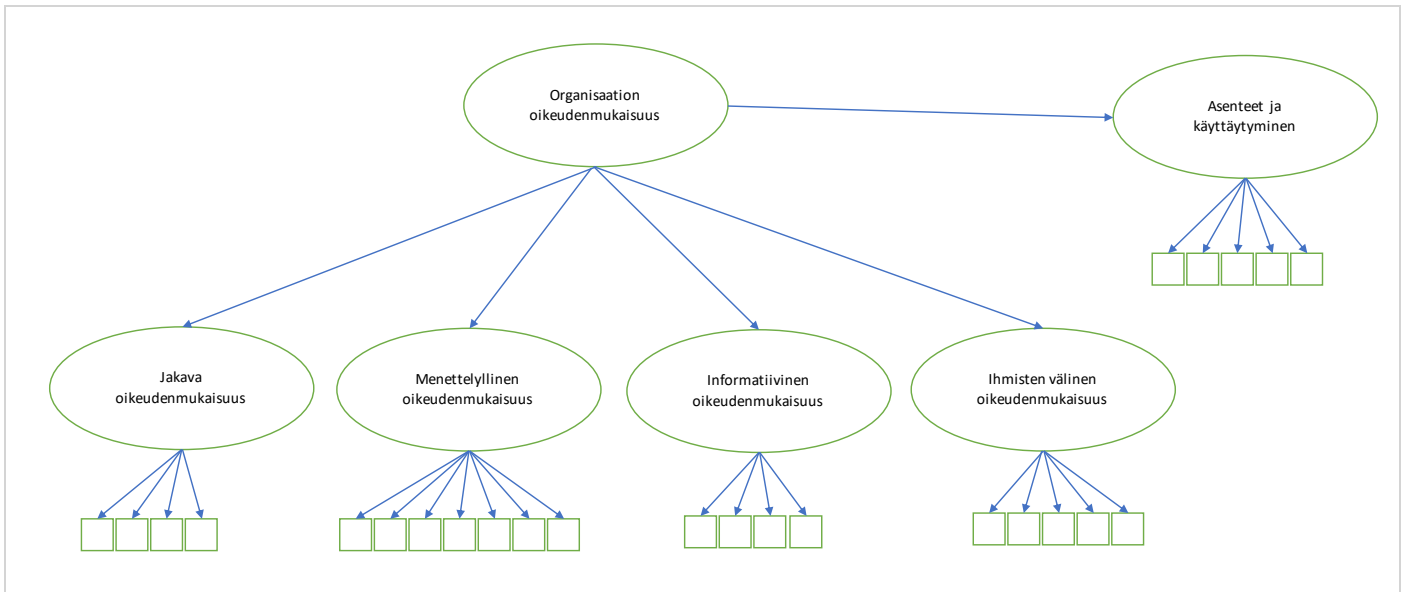 Organisaation
oikeudenmukaisuus
Asenteet ja
käyttäytyminen
Jakava
oikeudenmukaisuus
Menettelyllinen
oikeudenmukaisuus
Informatiivinen
oikeudenmukaisuus
Ihmisten välinen
oikeudenmukaisuus